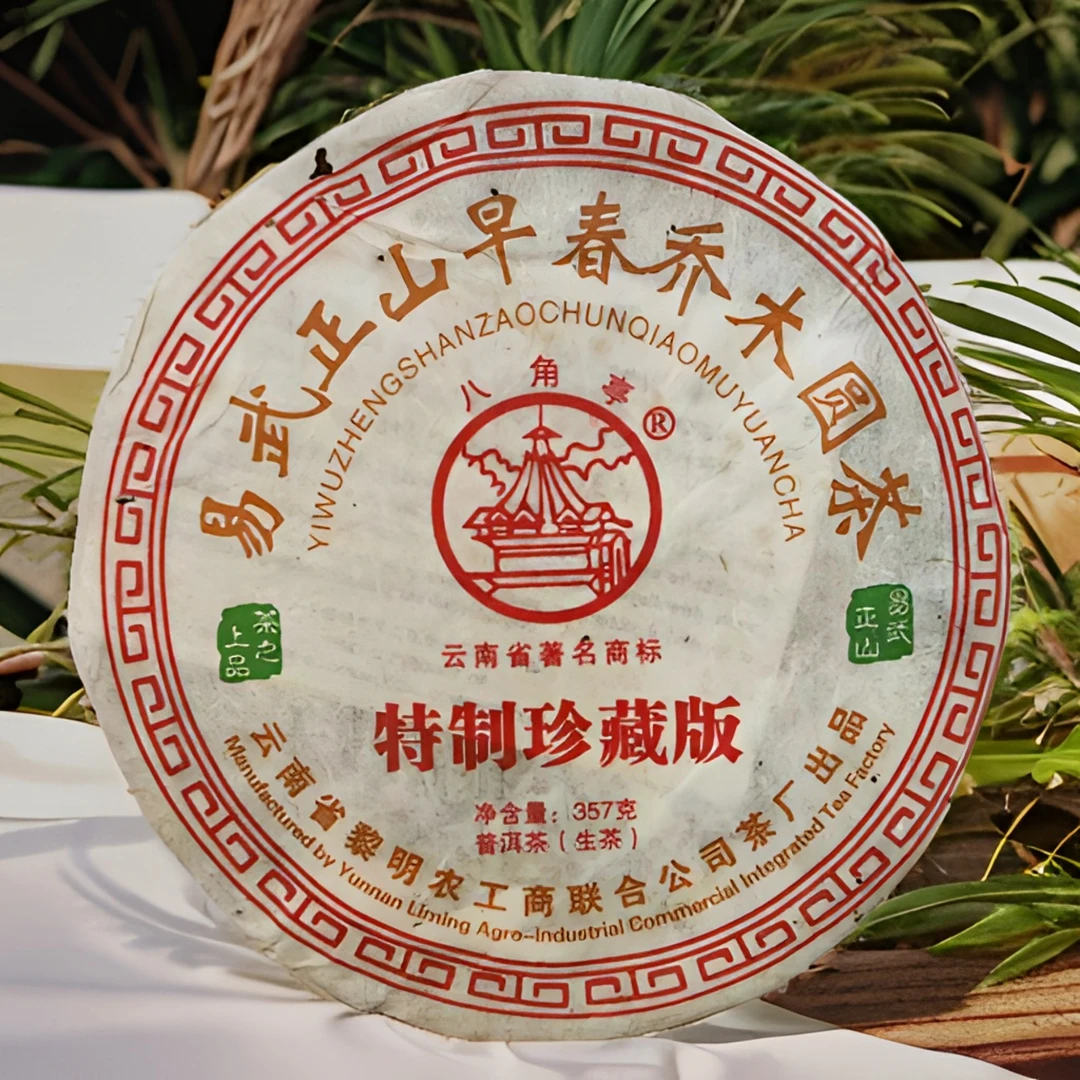 易武正山早春乔木圆茶
YIWUZHENGSHANZAOCHUNQIAOMUYUANCHA
八角亭
®
茶之上品
易武正山
云南省著名商标
特制珍藏版
净含量：357克
普洱茶（生茶）
云南省黎明农工商联合公司茶厂出品
Manufactured by Yunnan Liming Agro-Industrial Commercial Integrated Tea Factory